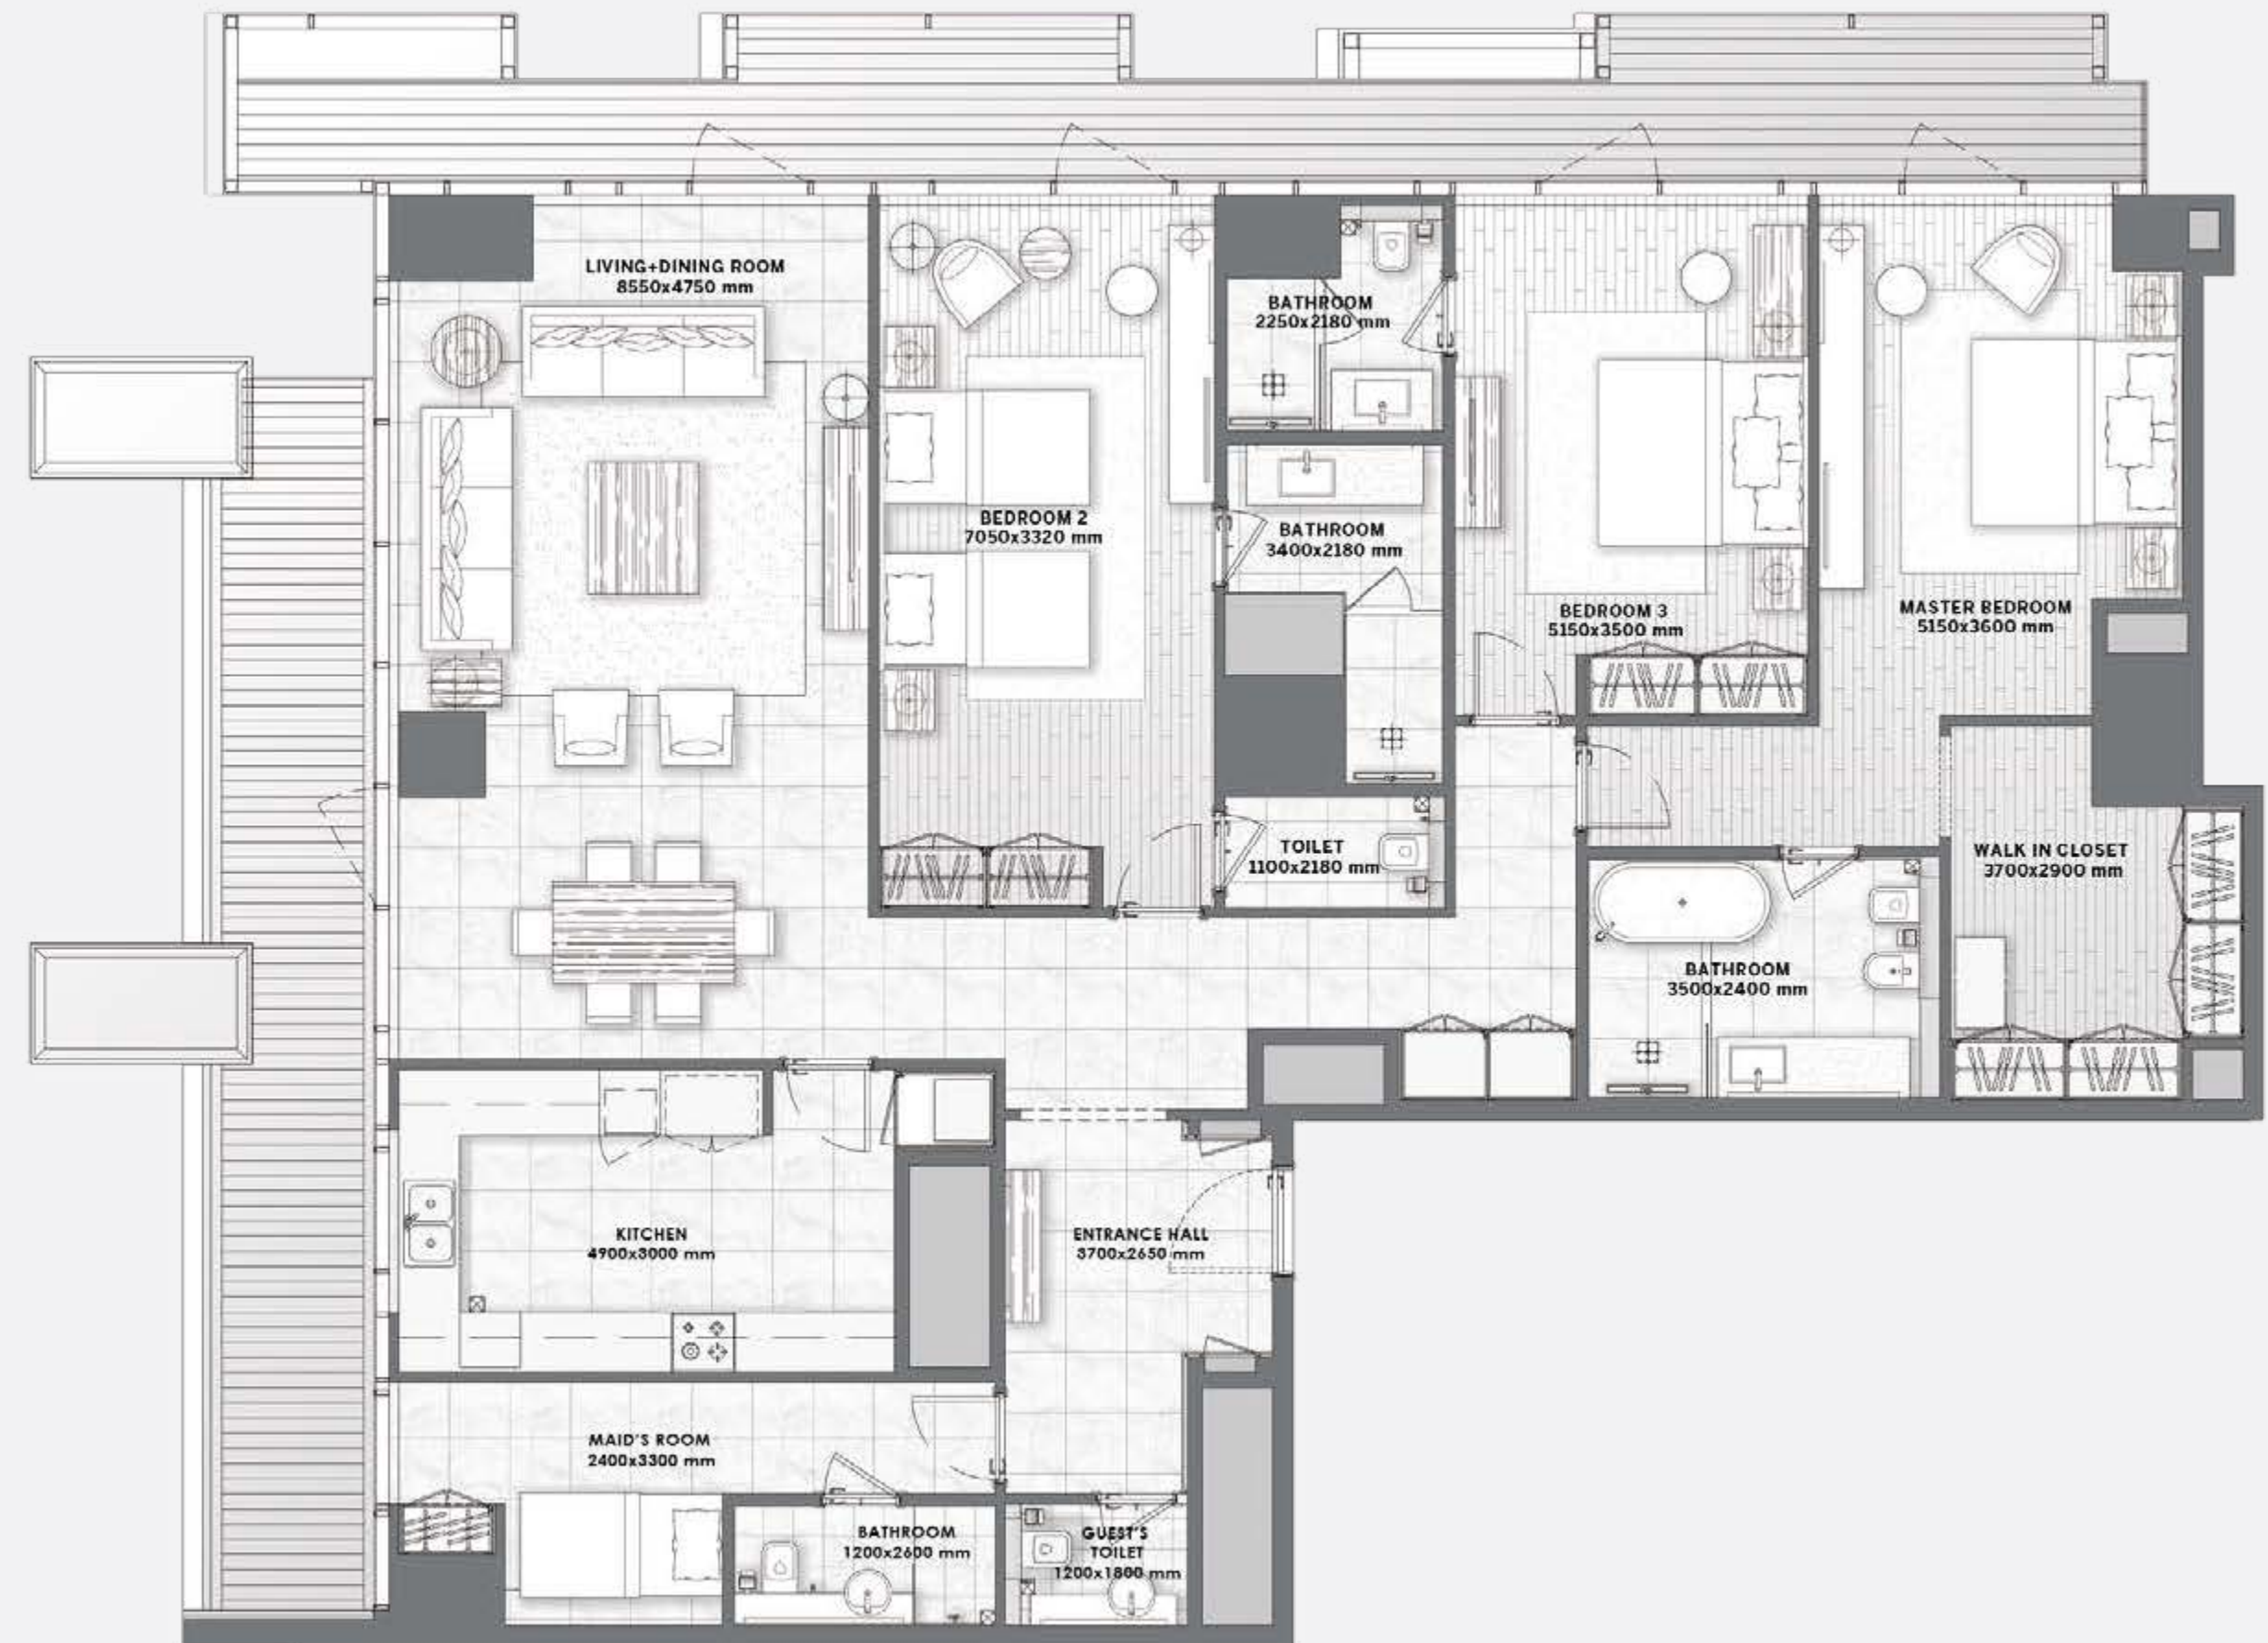 LIVING+DINING ROOM
8550x4750 mm
BATHROOM
2250x2180 mm
BEDROOM 2
7050x3320 mm
BATHROOM
3400x2180 mm
BEDROOM 3
5150x3500 mm
MASTER BEDROOM
5150x3600 mm
TOILET
1100x2180 mm
WALK IN CLOSET
3700x2900 mm
BATHROOM
3500x2400 mm
KITCHEN
4900x3000 mm
ENTRANCE HALL
3700x2650 mm
MAID'S ROOM
2400x3300 mm
BATHROOM
1200x2600 mm
GUEST'S
TOILET
1200x1800 mm